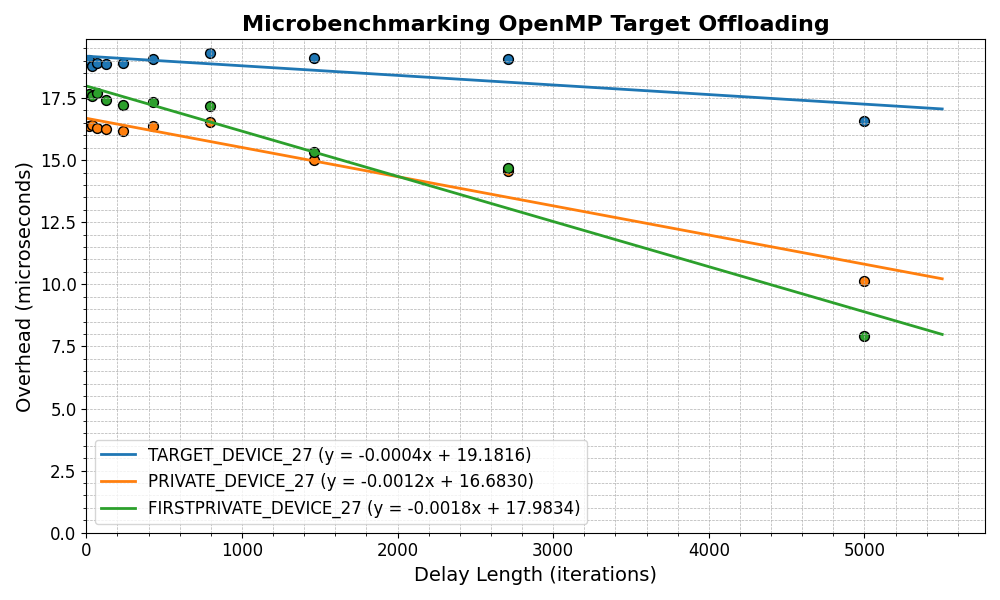 Microbenchmarking OpenMP Target Offloading
Overhead (microseconds)
17.5
15.0
12.5
10.0
7.5
5.0
2.5
0.0
TARGET_DEVICE_27 (y = -0.0004x + 19.1816)
PRIVATE_DEVICE_27 (y = -0.0012x + 16.6830)
FIRSTPRIVATE_DEVICE_27 (y = -0.0018x + 17.9834)
0 1000 2000 3000 4000 5000
Delay Length (iterations)